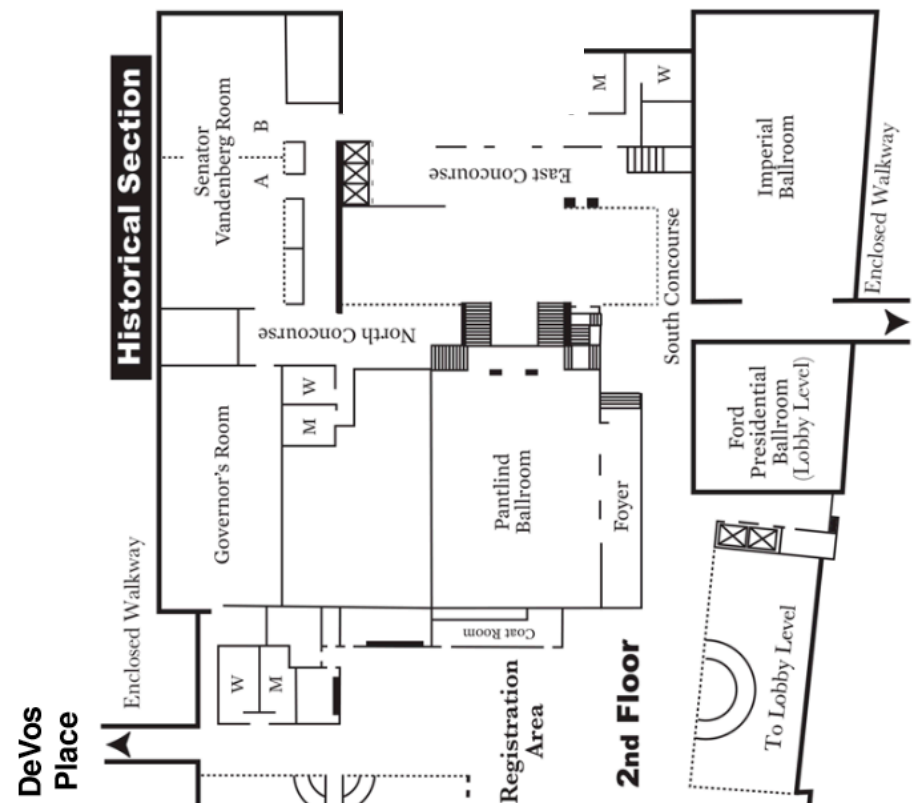 Historical Section
Senator
Vandenberg Room
A
B
M
W
East Concourse
Imperial
Ballroom
Enclosed Walkway
North Concourse
South Concourse
W
M
Governor's Room
Pantlind
Ballroom
Foyer
Ford
Presidential
Ballroom
(Lobby Level)
Enclosed Walkway
Coat Room
W
M
DeVos
Place
Registration
Area
2nd Floor
To Lobby Level